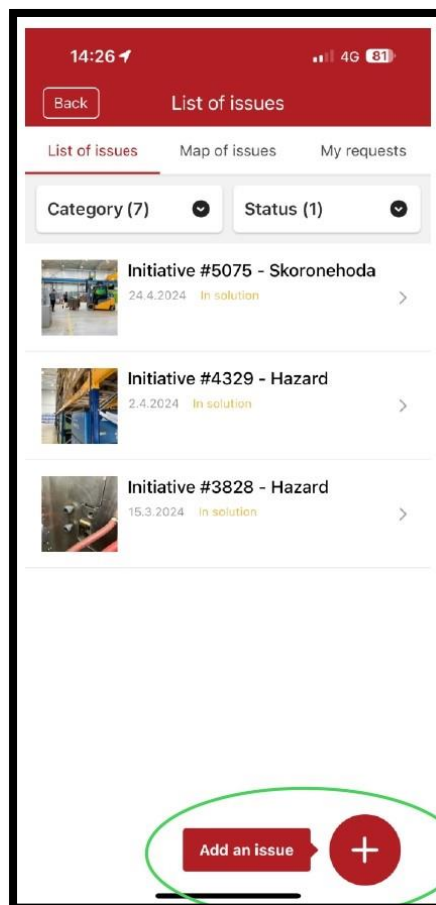 14:26 4G 81
Back List of issues
List of issues Map of issues My requests
Category (7) Status (1)
Initiative #5075 - Skoronehoda
24.4.2024 In solution
Initiative #4329 - Hazard
2.4.2024 In solution
Initiative #3828 - Hazard
15.3.2024 In solution
Add an issue +